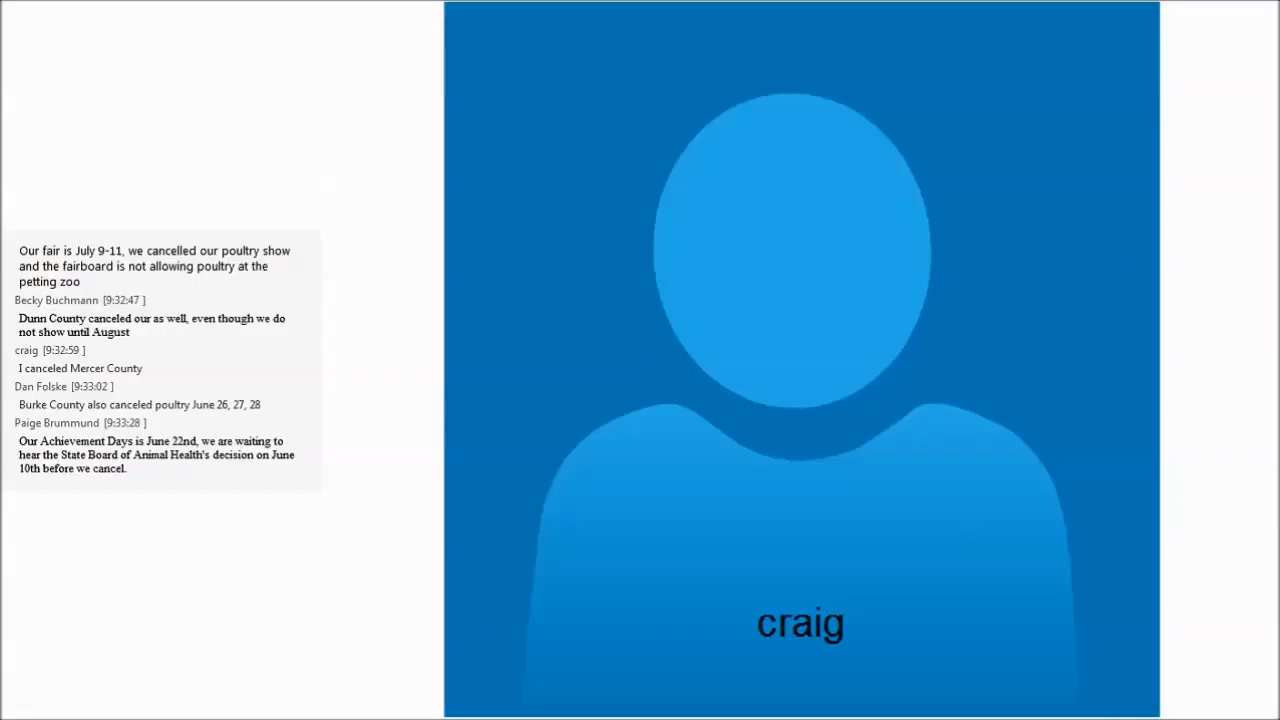 Our fair is July 9-11, we cancelled our poultry show
and the fairboard is not allowing poultry at the
petting zoo
Becky Buchmann [9:32:47 ]
Dunn County canceled our as well, even though we do
not show until August
craig [9:32:59 ]
I canceled Mercer County
Dan Folske [9:33:02 ]
Burke County also canceled poultry June 26, 27, 28
Paige Brummund [9:33:28 ]
Our Achievement Days is June 22nd, we are waiting to
hear the State Board of Animal Health's decision on June
10th before we cancel.
craig